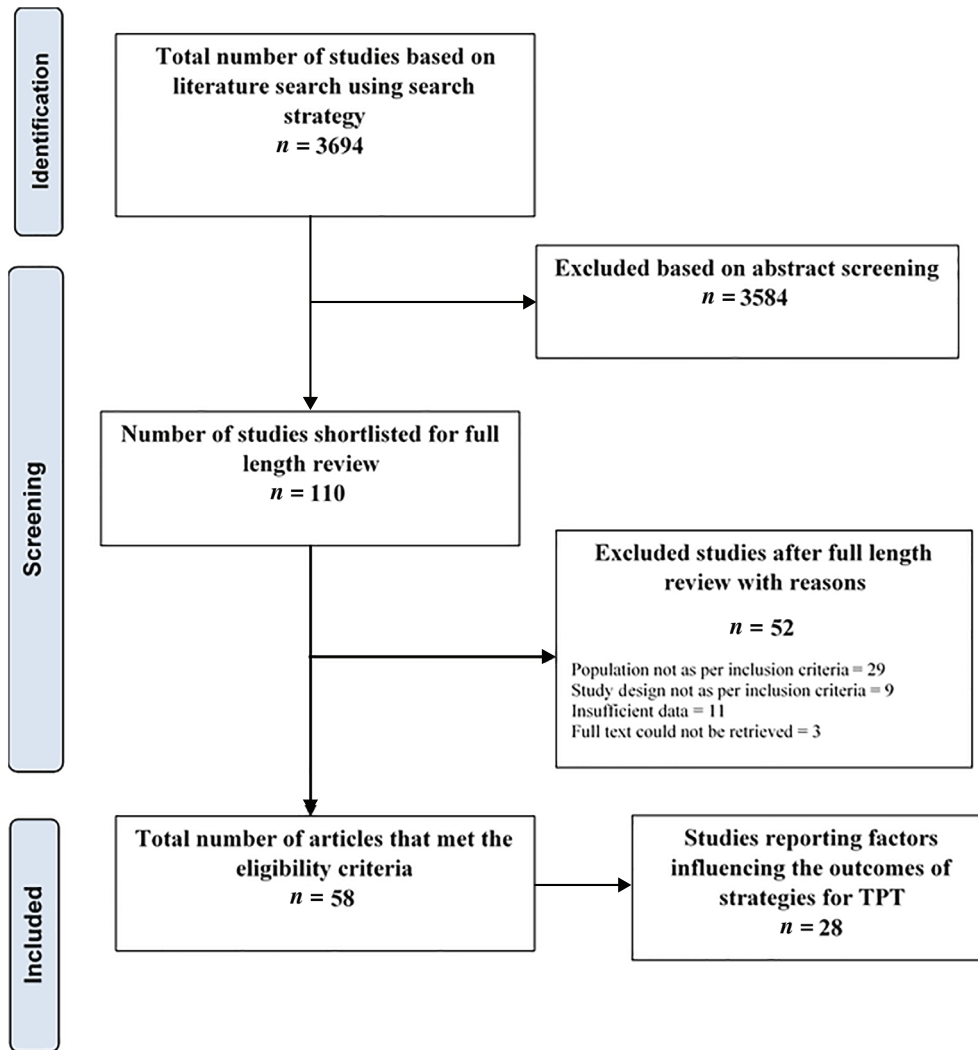 Identification
Total number of studies based on
literature search using search
strategy
n = 3694
Excluded based on abstract screening
n = 3584
Screening
Number of studies shortlisted for full
length review
n = 110
Excluded studies after full length
review with reasons
n = 52
Population not as per inclusion criteria = 29
Study design not as per inclusion criteria = 9
Insufficient data = 11
Full text could not be retrieved = 3
Included
Total number of articles that met the
eligibility criteria
n = 58
Studies reporting factors
influencing the outcomes of
strategies for TPT
n = 28